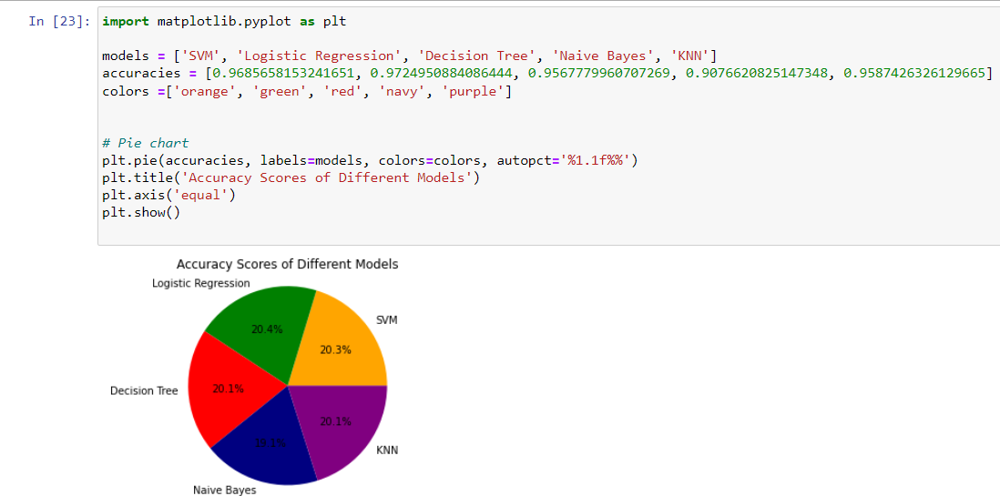 In [23]:
import matplotlib.pyplot as plt
models = ['SVM', 'Logistic Regression', 'Decision Tree', 'Naive Bayes', 'KNN']
accuracies = [0.9685658153241651, 0.9724950884086444, 0.9567779960707269, 0.9076620825147348, 0.9587426326129665]
colors =['orange', 'green', 'red', 'navy', 'purple']
# Pie chart
plt.pie(accuracies, labels=models, colors=colors, autopct='%1.1f%%')
plt.title('Accuracy Scores of Different Models')
plt.axis('equal')
plt.show()
Accuracy Scores of Different Models
Logistic Regression
SVM
20.4%
20.3%
Decision Tree
20.1%
20.1%
19.1%
KNN
Naive Bayes